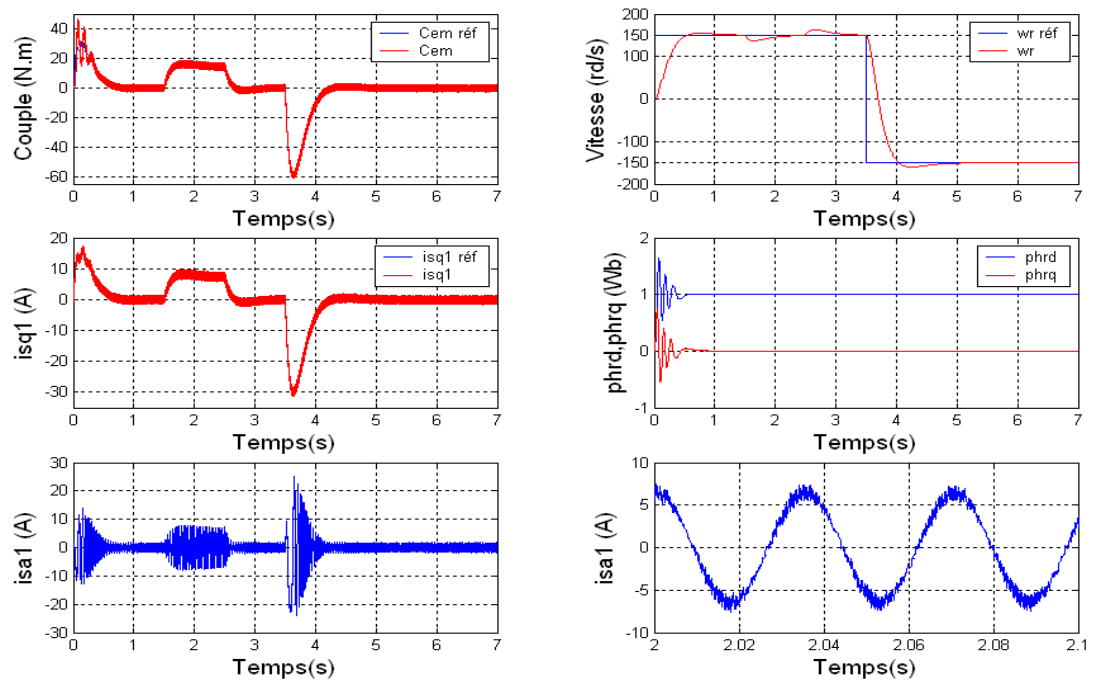 Couple (N.m)
40
20
0
-20
-40
-60
Cem réf
Cem
0 1 2 3 4 5 6 7
Temps(s)
Vitesse (rd/s)
200
150
100
0
-100
-150
-200
wr réf
wr
0 1 2 3 4 5 6 7
Temps(s)
isq1 (A)
20
10
0
-10
-20
-30
isq1 réf
isq1
0 1 2 3 4 5 6 7
Temps(s)
phrd,phrq (Wb)
2
1
0
-1
phrd
phrq
0 1 2 3 4 5 6 7
Temps(s)
isa1 (A)
30
20
10
0
-10
-20
-30
0 1 2 3 4 5 6 7
Temps(s)
isa1 (A)
10
5
0
-5
-10
2 2.02 2.04 2.06 2.08 2.1
Temps(s)